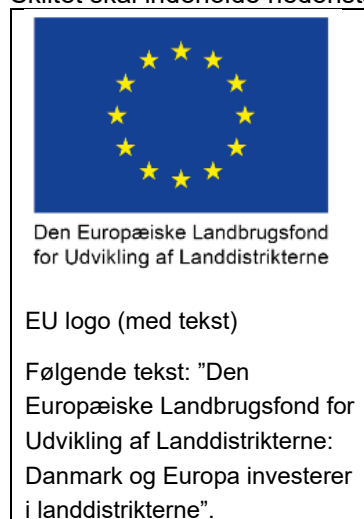 Skiltet skal indeholde nedenst
Den Europæiske Landbrugsfond
for Udvikling af Landdistrikterne
EU logo (med tekst)
Følgende tekst: ”Den
Europæiske Landbrugsfond for
Udvikling af Landdistrikterne:
Danmark og Europa investerer
i landdistrikterne”.